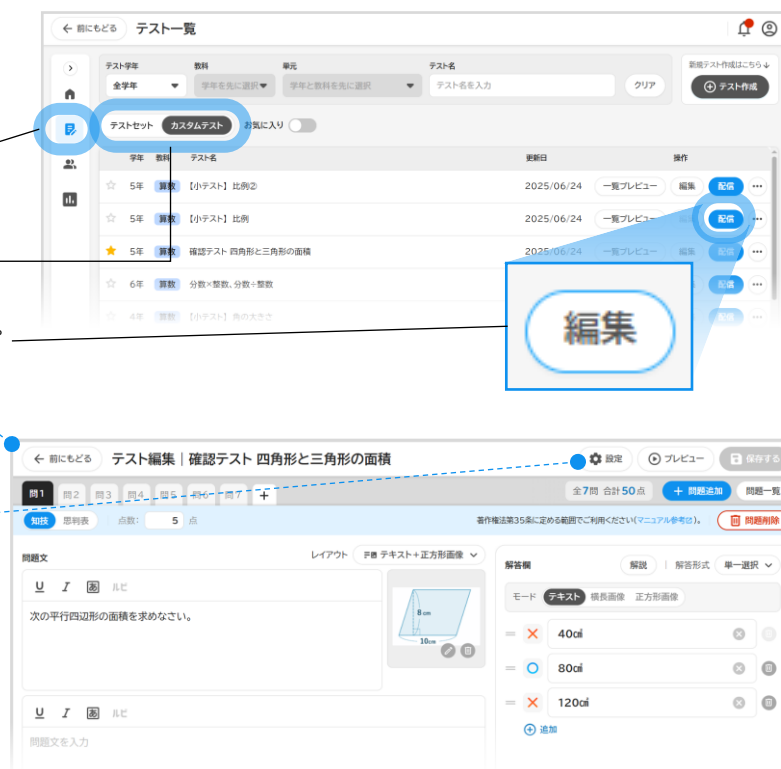 前にもどる テスト一覧
テスト学年 教科 単元 テスト名 新規テスト作成はこちら↓
全学年 学年を先に選択 学年と教科を先に選択 テスト名を入力 クリア テスト作成
テストセット カスタムテスト お気に入り
学年 教科 テスト名 更新日 操作
5年 算数 【小テスト】比例② 2025/06/24 一覧プレビュー 編集 配信
5年 算数 【小テスト】比例 2025/06/24 一覧プレビュー 編集 配信
5年 算数 確認テスト 四角形と三角形の面積 2025/06/24 一覧プレビュー 編集 配信
6年 算数 分数×整数、分数÷整数 配信
4年 算数 【小テスト】角の大きさ 配信
編集
前にもどる テスト編集|確認テスト 四角形と三角形の面積 設定 プレビュー 保存する
問1 問2 問3 問4 問5 問6 問7 + 全7問 合計50点 + 問題追加 問題一覧
知技 思判表 点数: 5 点 著作権法第35条に定める範囲でご利用ください(マニュアル参考)。 問題削除
問題文 レイアウト テキスト+正方形画像
U I あ ルビ
次の平行四辺形の面積を求めなさい。
8cm
10cm
U I あ ルビ
問題文を入力
解答欄 解説 解答形式 単一選択
モード テキスト 横長画像 正方形画像
40㎠
80㎠
120㎠
追加